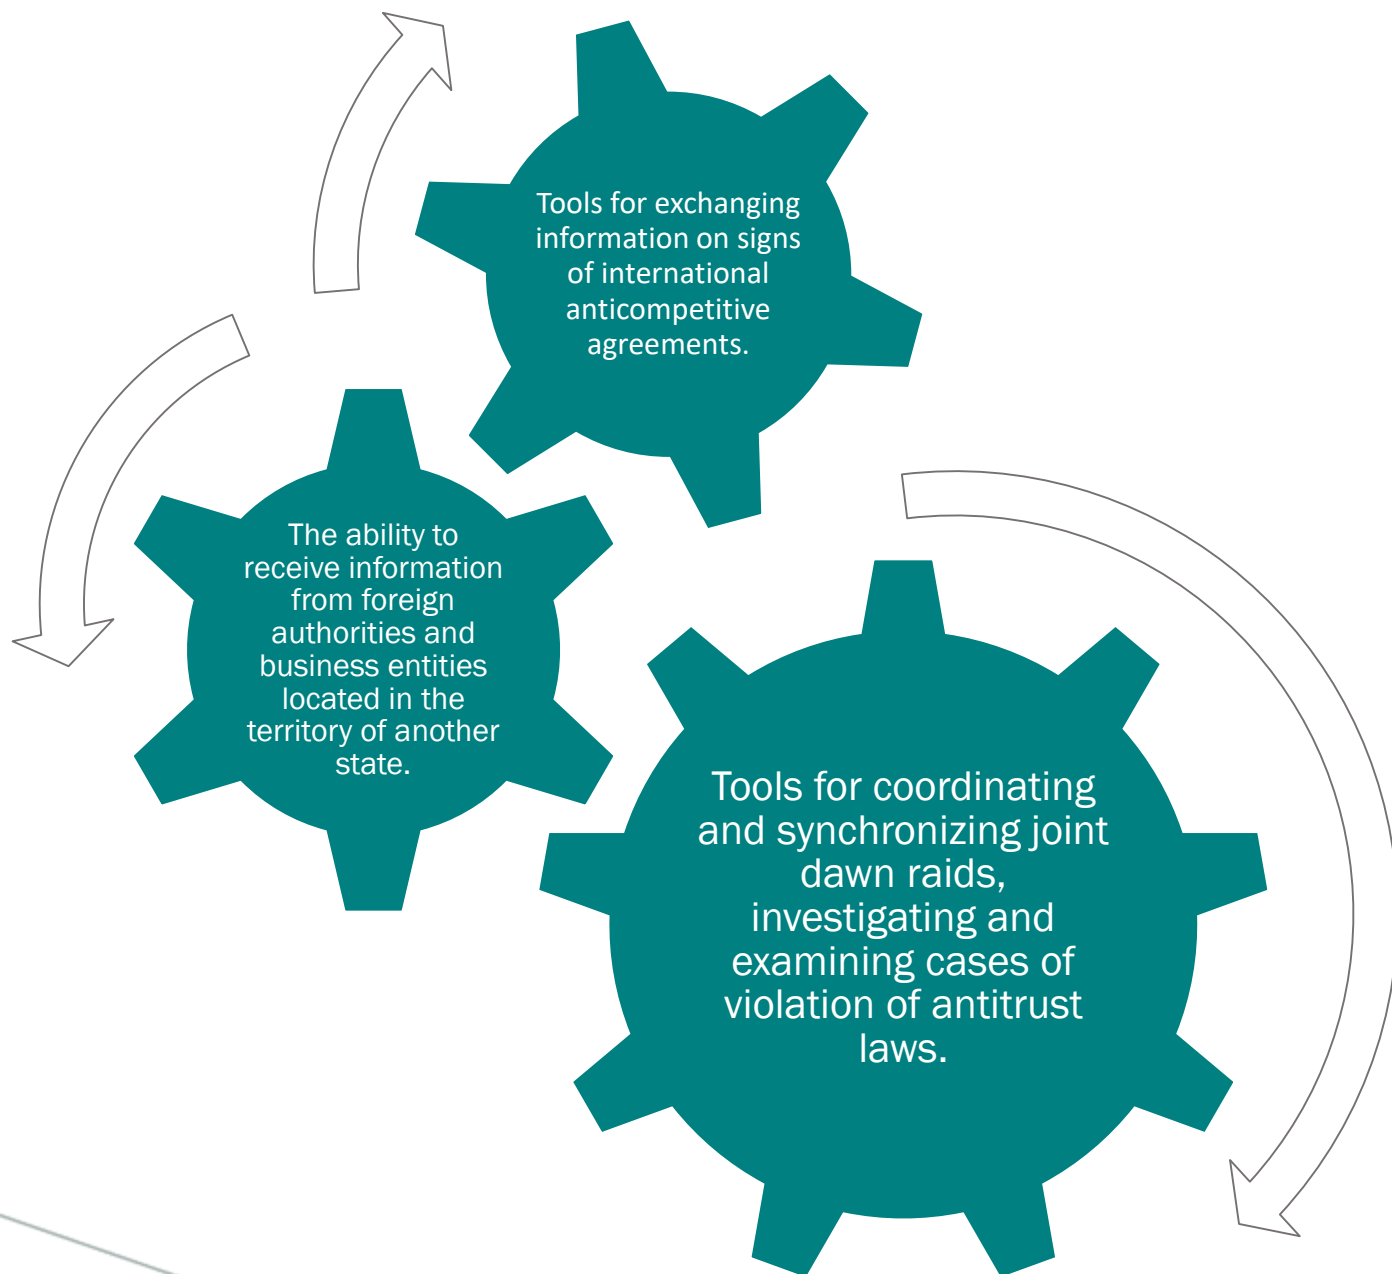 Tools for exchanging
information on signs
of international
anticompetitive
agreements.
The ability to
receive information
from foreign
authorities and
business entities
located in the
territory of another
state.
Tools for coordinating
and synchronizing joint
dawn raids,
investigating and
examining cases of
violation of antitrust
laws.